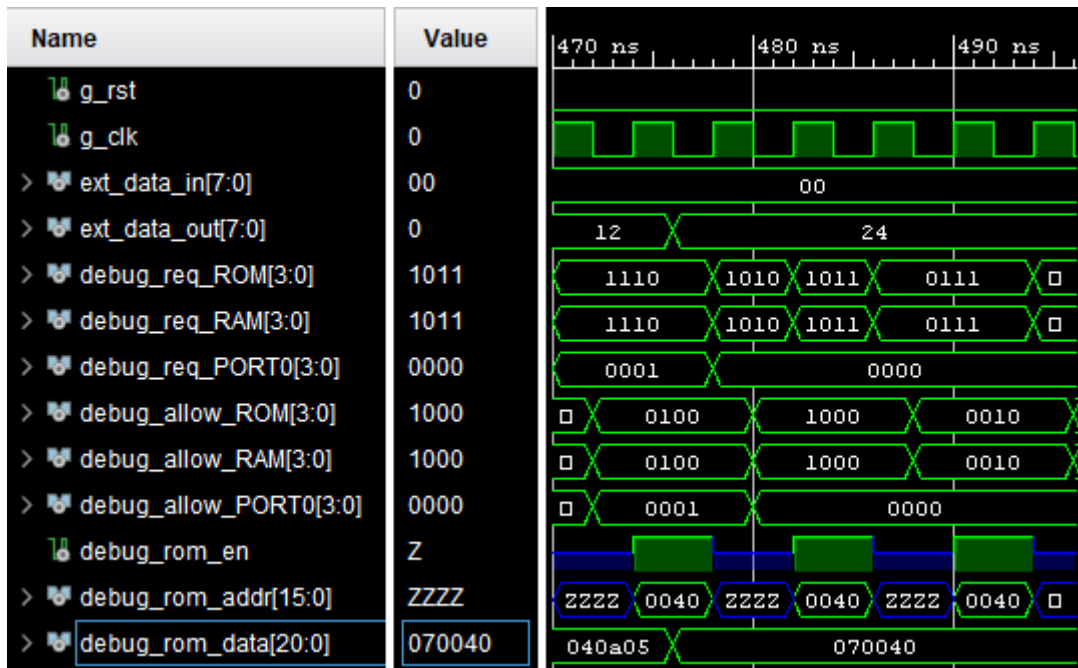 Name Value 470 ns 480 ns 490 ns
g_rst 0
g_clk 0
ext_data_in[7:0] 00 00
ext_data_out[7:0] 0 12 24
debug_req_ROM[3:0] 1011 1110 1010 1011 0111
debug_req_RAM[3:0] 1011 1110 1010 1011 0111
debug_req_PORT0[3:0] 0000 0001 0000
debug_allow_ROM[3:0] 1000 0100 1000 0010
debug_allow_RAM[3:0] 1000 0100 1000 0010
debug_allow_PORT0[3:0] 0000 0001 0000
debug_rom_en Z
debug_rom_addr[15:0] ZZZZ ZZZZ 0040 ZZZZ 0040 ZZZZ 0040
debug_rom_data[20:0] 070040 040a05 070040